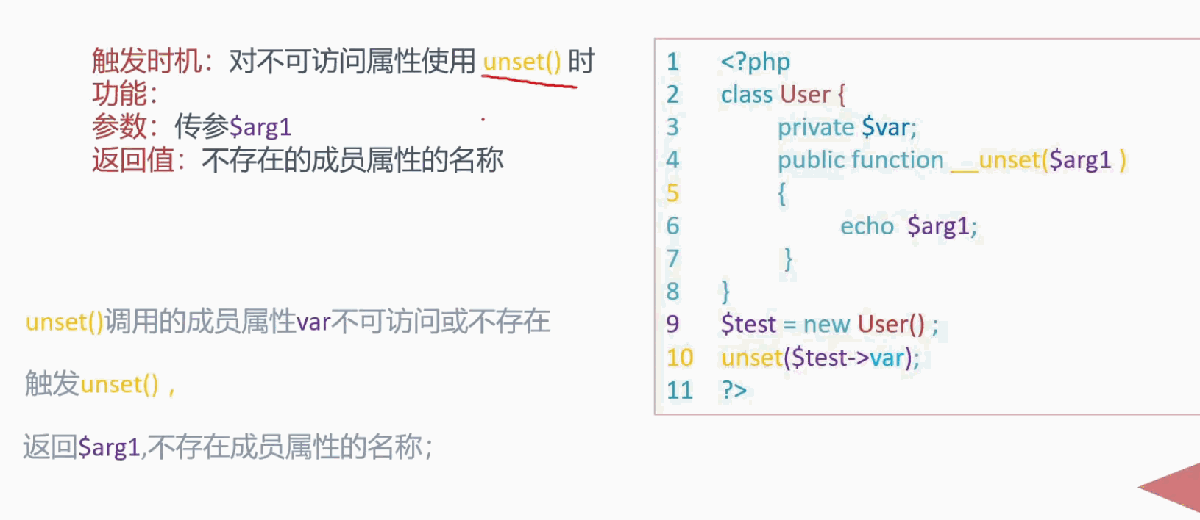 触发时机：对不可访问属性使用 unset() 时
功能：
参数：传参$arg1
返回值：不存在的成员属性的名称
unset()调用的成员属性var不可访问或不存在
触发unset() ,
返回$arg1,不存在成员属性的名称；
1 <?php
2 class User {
3 private $var;
4 public function __unset($arg1 )
5 {
6 echo $arg1;
7 }
8 }
9 $test = new User() ;
10 unset($test->var);
11 ?>